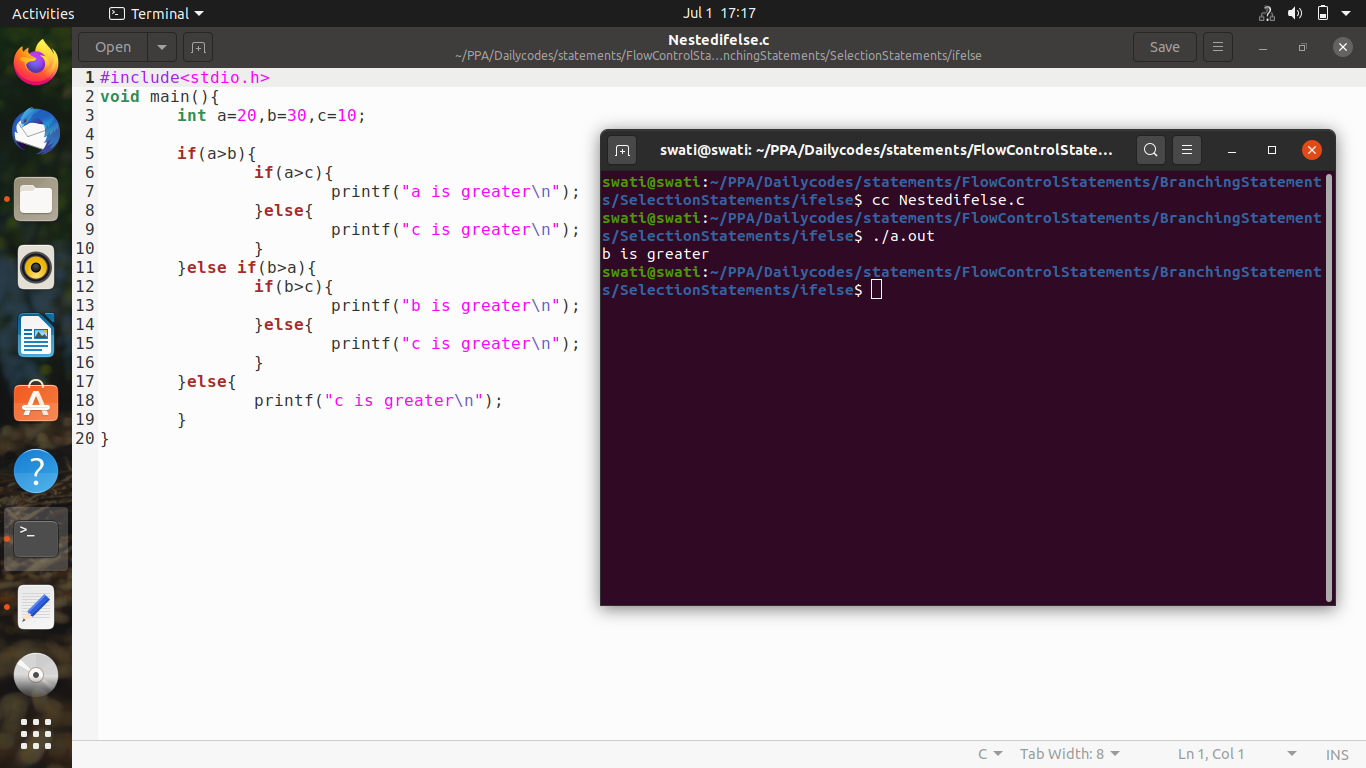 Activities Terminal Jul 1 17:17
Open Nestedifelse.c Save
~/PPA/Dailycodes/statements/FlowControlSta…nchingStatements/SelectionStatements/ifelse
1 #include<stdio.h>
2 void main(){
3         int a=20,b=30,c=10;
4
5         if(a>b){
6                 if(a>c){
7                         printf("a is greater\n");
8                 }else{
9                         printf("c is greater\n");
10                 }
11         }else if(b>a){
12                 if(b>c){
13                         printf("b is greater\n");
14                 }else{
15                         printf("c is greater\n");
16                 }
17         }else{
18                 printf("c is greater\n");
19         }
20 }
swati@swati: ~/PPA/Dailycodes/statements/FlowControlState...
swati@swati:~/PPA/Dailycodes/statements/FlowControlStatements/BranchingStatement
s/SelectionStatements/ifelse$ cc Nestedifelse.c
swati@swati:~/PPA/Dailycodes/statements/FlowControlStatements/BranchingStatement
s/SelectionStatements/ifelse$ ./a.out
b is greater
swati@swati:~/PPA/Dailycodes/statements/FlowControlStatements/BranchingStatement
s/SelectionStatements/ifelse$
C Tab Width: 8 Ln 1, Col 1 INS